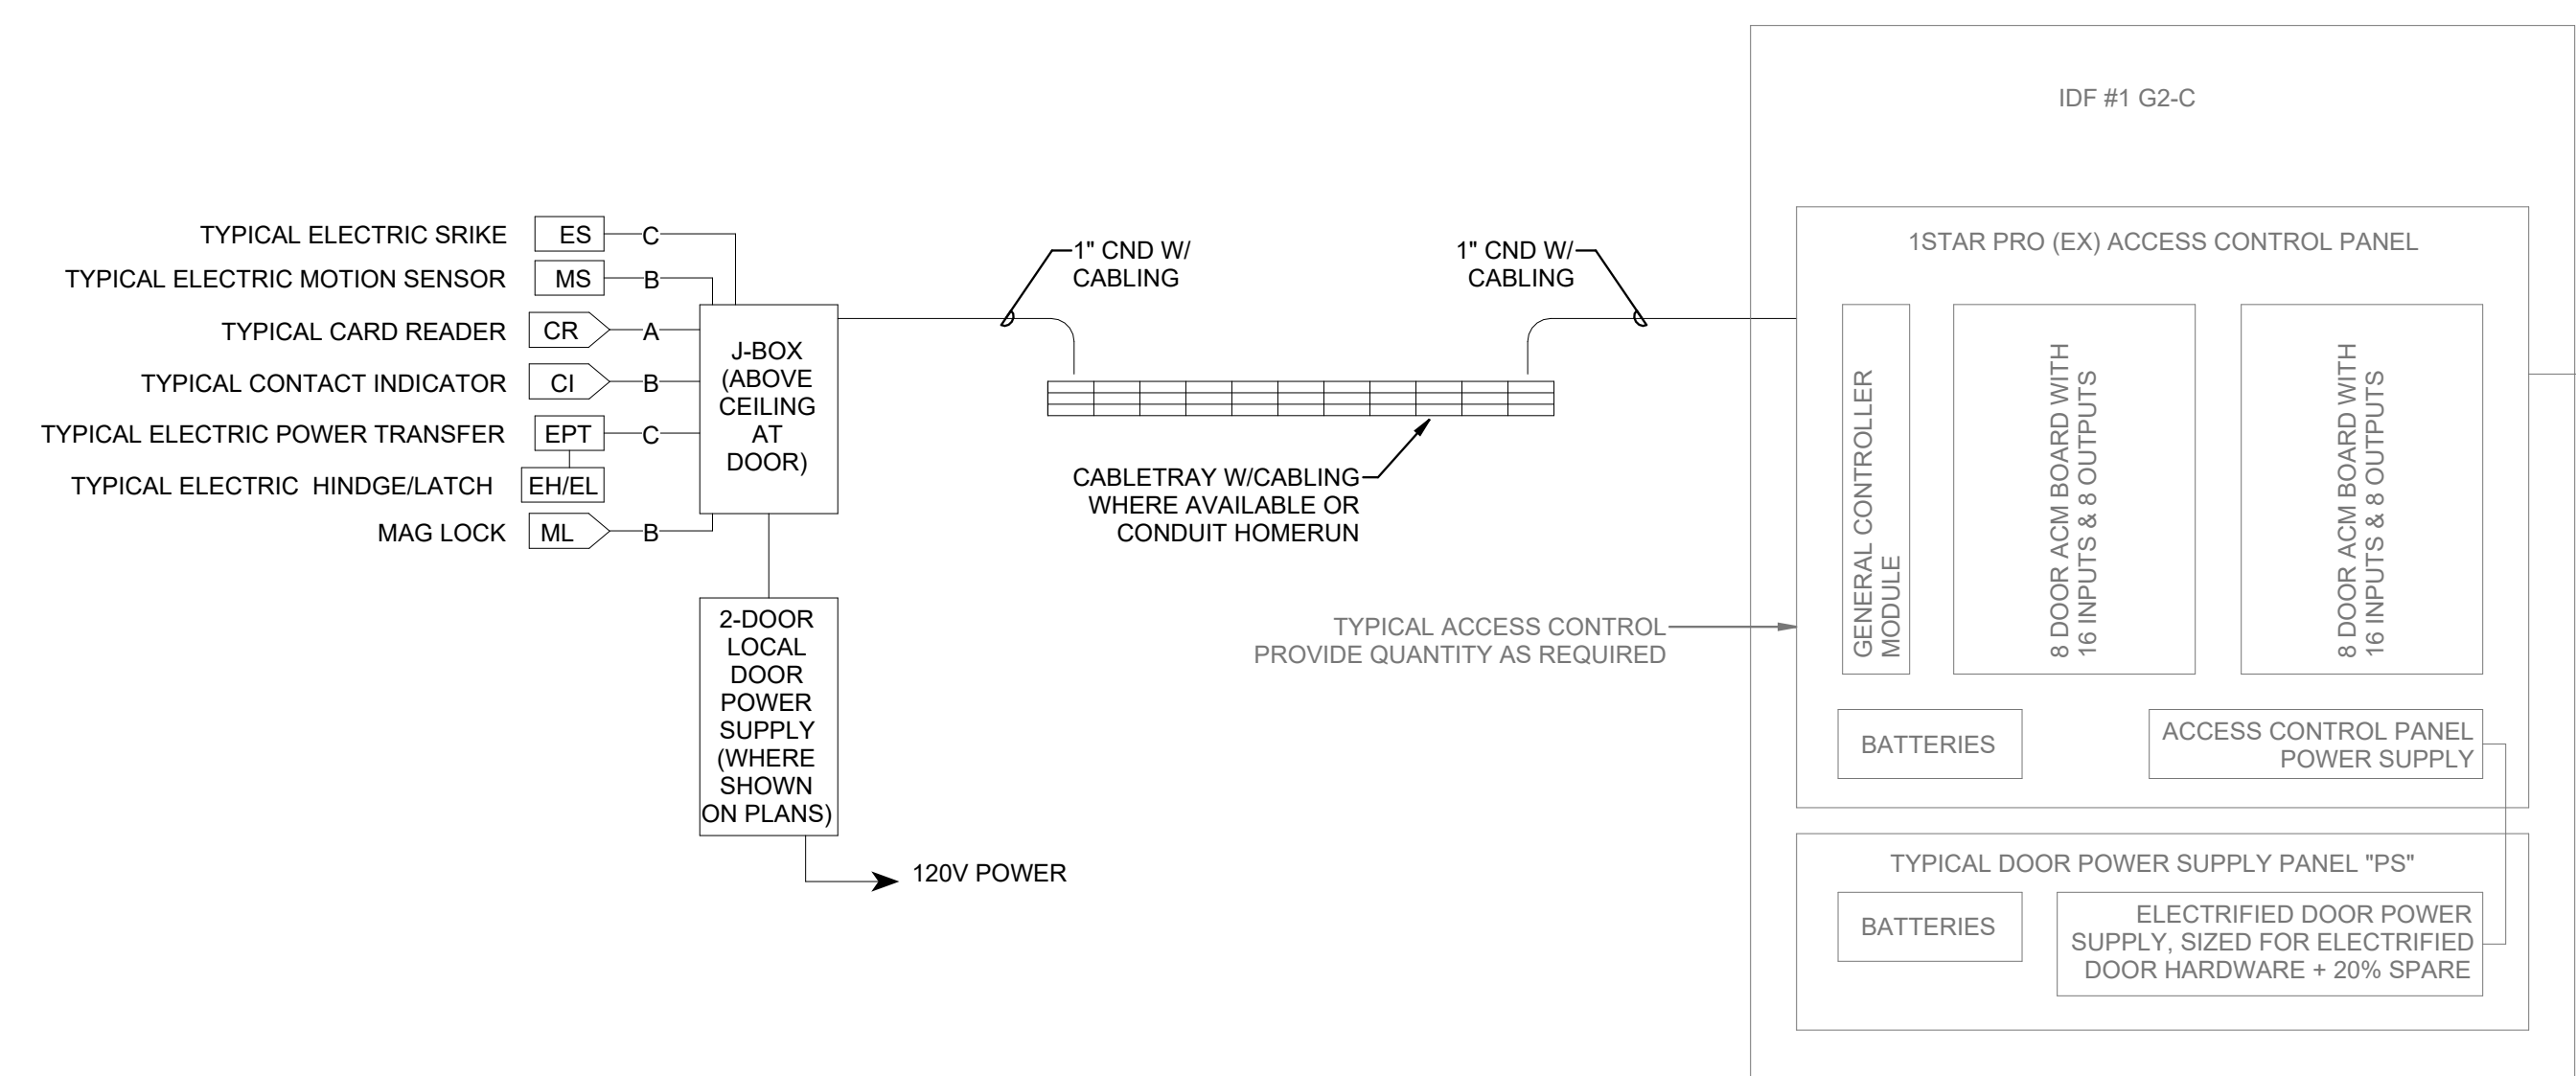 IDF #1 G2-C
1STAR PRO (EX) ACCESS CONTROL PANEL
GENERAL CONTROLLER
MODULE
8 DOOR ACM BOARD WITH
16 INPUTS & 8 OUTPUTS
8 DOOR ACM BOARD WITH
16 INPUTS & 8 OUTPUTS
BATTERIES
ACCESS CONTROL PANEL
POWER SUPPLY
TYPICAL DOOR POWER SUPPLY PANEL "PS"
BATTERIES
ELECTRIFIED DOOR POWER
SUPPLY, SIZED FOR ELECTRIFIED
DOOR HARDWARE + 20% SPARE
TYPICAL ELECTRIC SRIKE ES C
TYPICAL ELECTRIC MOTION SENSOR MS B
TYPICAL CARD READER CR A
TYPICAL CONTACT INDICATOR CI B
TYPICAL ELECTRIC POWER TRANSFER EPT C
TYPICAL ELECTRIC HINDGE/LATCH EH/EL
MAG LOCK ML B
J-BOX
(ABOVE
CEILING
AT
DOOR)
2-DOOR
LOCAL
DOOR
POWER
SUPPLY
(WHERE
SHOWN
ON PLANS)
120V POWER
1" CND W/
CABLING
1" CND W/
CABLING
CABLETRAY W/CABLING
WHERE AVAILABLE OR
CONDUIT HOMERUN
TYPICAL ACCESS CONTROL
PROVIDE QUANTITY AS REQUIRED